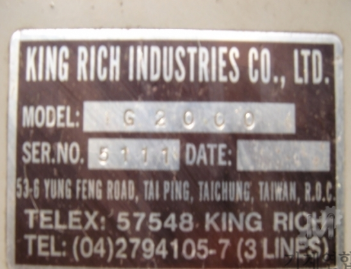 KING RICH INDUSTRIES CO., LTD.
MODEL: G2000
SER.NO. 5111 DATE:
53-6 YUNG FENG ROAD, TAI PING, TAICHUNG, TAIWAN, R.O.C.
TELEX: 57548 KING RICH
TEL: (04)2794105-7 (3 LINES)